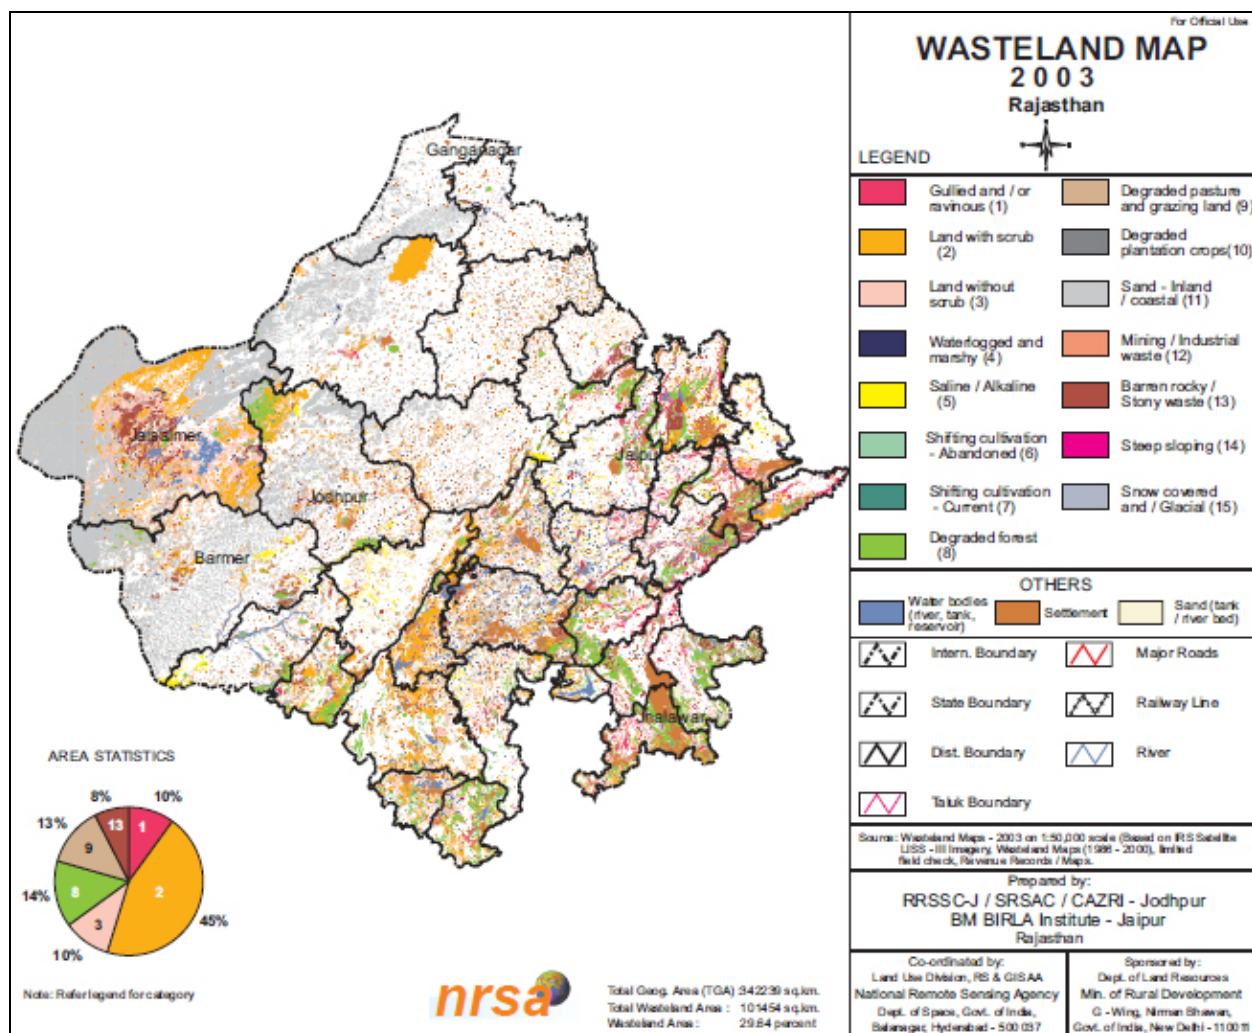 For Official Use
WASTELAND MAP
2003
Rajasthan
LEGEND
Gullied and / or
ravinous (1)
Land with scrub
(2)
Land without
scrub (3)
Waterlogged and
marshy (4)
Saline / Alkaline
(5)
Shifting cultivation
- Abandoned (6)
Shifting cultivation
- Current (7)
Degraded forest
(8)
Degraded pasture
and grazing land (9)
Degraded
plantation crops(10)
Sand - Inland
/ coastal (11)
Mining / Industrial
waste (12)
Barren rocky /
Stony waste (13)
Steep sloping (14)
Snow covered
and / Glacial (15)
OTHERS
Water bodies
(river, tank,
reservoir)
Settlement
Sand (tank
/ river bed)
Intern. Boundary
Major Roads
State Boundary
Railway Line
Dist. Boundary
River
Taluk Boundary
Source: Wasteland Maps - 2003 on 1:50,000 scale (Based on IRS Satellite
LISS - III Imagery, Wasteland Maps (1986 - 2000), limited
field check, Revenue Records / Maps.
Prepared by:
RRSSC-J / SRSAC / CAZRI - Jodhpur
BM BIRLA Institute - Jaipur
Rajasthan
Co-ordinated by:
Land Use Division, RS & GIS AA
National Remote Sensing Agency
Dept. of Space, Govt. of India,
Balanagar, Hyderabad - 500 037
Sponsored by:
Dept. of Land Resources
Min. of Rural Development
G - Wing, Nirman Bhawan,
Govt. of India, New Delhi - 110011
Ganganagar
Jaisalmer
Jodhpur
Jaipu
Barmer
Jhalawar
AREA STATISTICS
8%
10%
13%
13
1
9
2
8
14%
3
45%
10%
Note: Refer legend for category
nrsa
Total Geog. Area (TGA) :342239 sq.km.
Total Wasteland Area : 101454 sq.km.
Wasteland Area : 29.64 percent